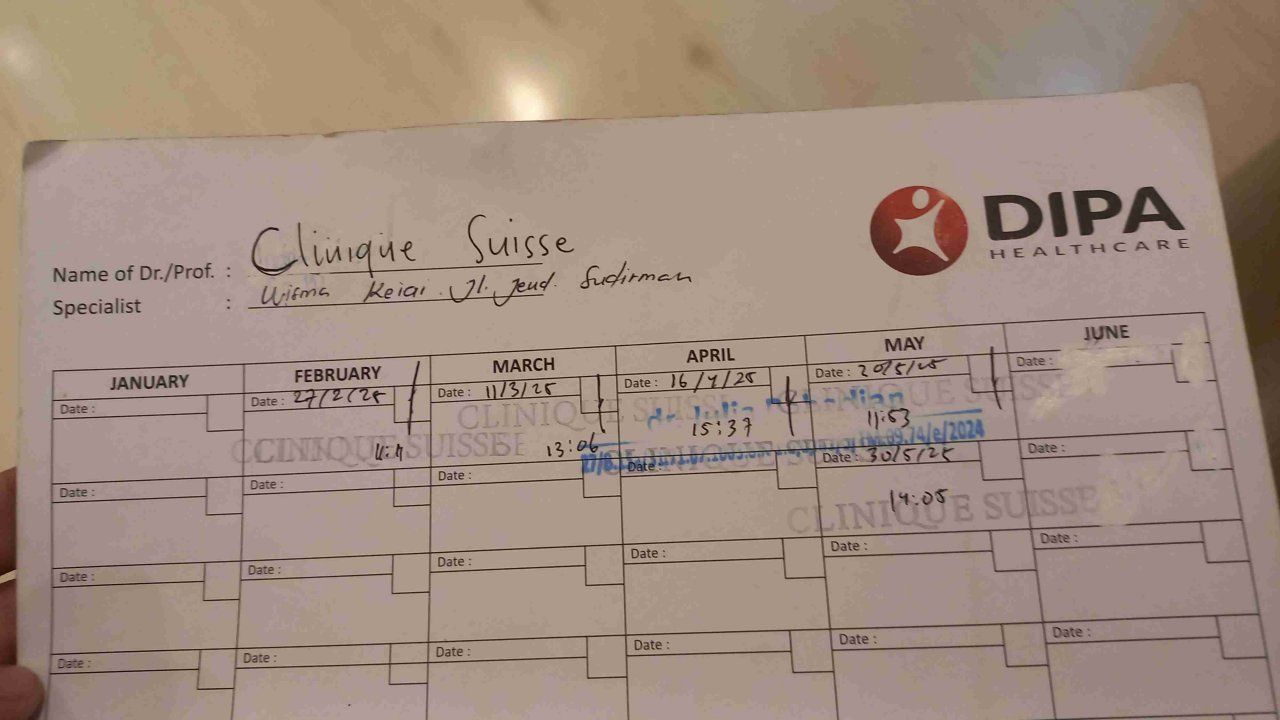 DIPA
HEALTHCARE
Name of Dr./Prof. : Clinique Suisse
Specialist : Wisma Keiai. Jl. Jend. Sudirman
JANUARY FEBRUARY MARCH APRIL MAY JUNE
Date : Date : 27/2/25 Date : 11/3/25 Date : 16/4/25 Date : 20/5/25 Date :
CLINIQUE SUISSE
15:37 11:53
CLINIQUE SUISSE 13:06
Date : Date : Date : Date : Date : 30/5/25 Date :
14:05
CLINIQUE SUISSE
Date : Date : Date : Date : Date : Date :
Date : Date : Date : Date : Date : Date :